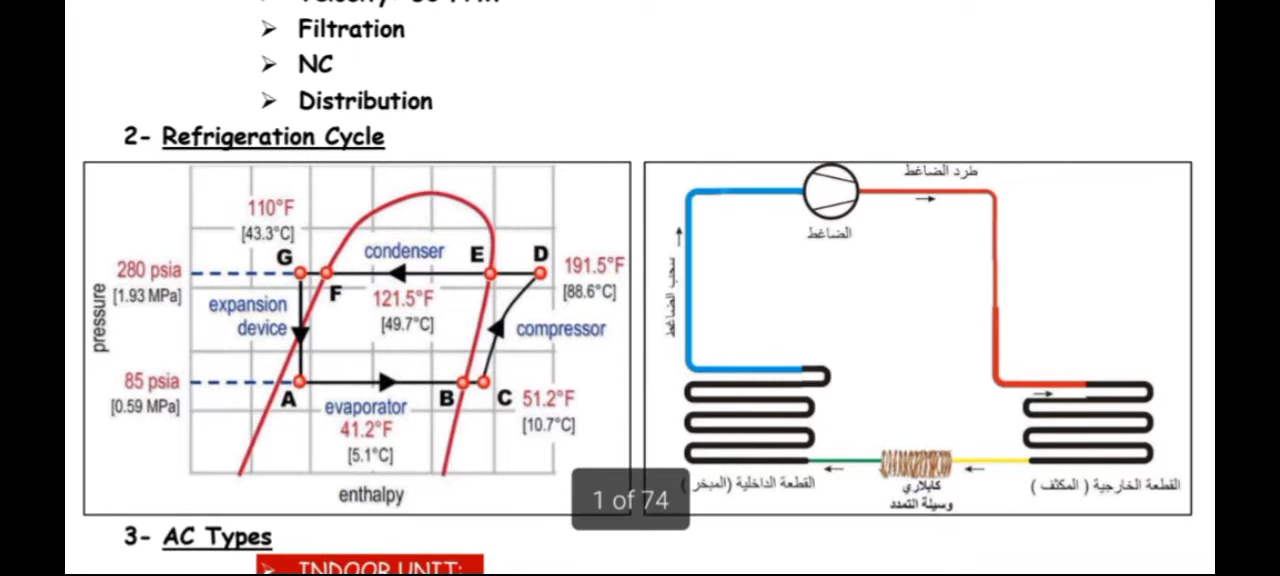 Filtration
NC
Distribution
2- Refrigeration Cycle
110°F
[43.3°C]
G
condenser
E
D
280 psia
[1.93 MPa]
191.5°F
[88.6°C]
F
121.5°F
[49.7°C]
expansion
device
compressor
pressure
85 psia
[0.59 MPa]
A
evaporator
41.2°F
[5.1°C]
B
C
51.2°F
[10.7°C]
enthalpy
طرد الضاغط
الضاغط
سحب الضاغط
القطعة الداخلية (المبخر
كابلاري
وسيلة التمدد
القطعة الخارجية ( المكثف )
1 of 74
3- AC Types
INDOOR UNIT: